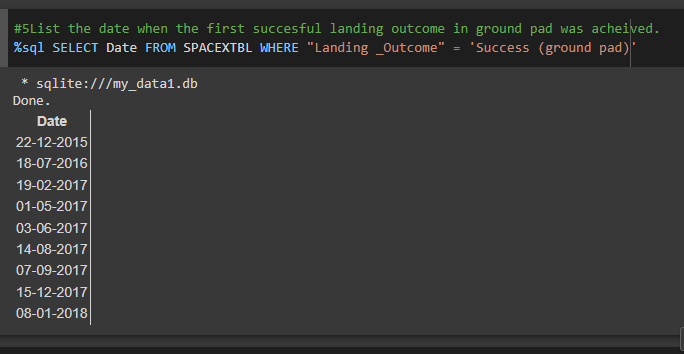 #5List the date when the first succesful landing outcome in ground pad was acheived.
%sql SELECT Date FROM SPACEXTBL WHERE "Landing _Outcome" = 'Success (ground pad)'
* sqlite:///my_data1.db
Done.
Date
22-12-2015
18-07-2016
19-02-2017
01-05-2017
03-06-2017
14-08-2017
07-09-2017
15-12-2017
08-01-2018